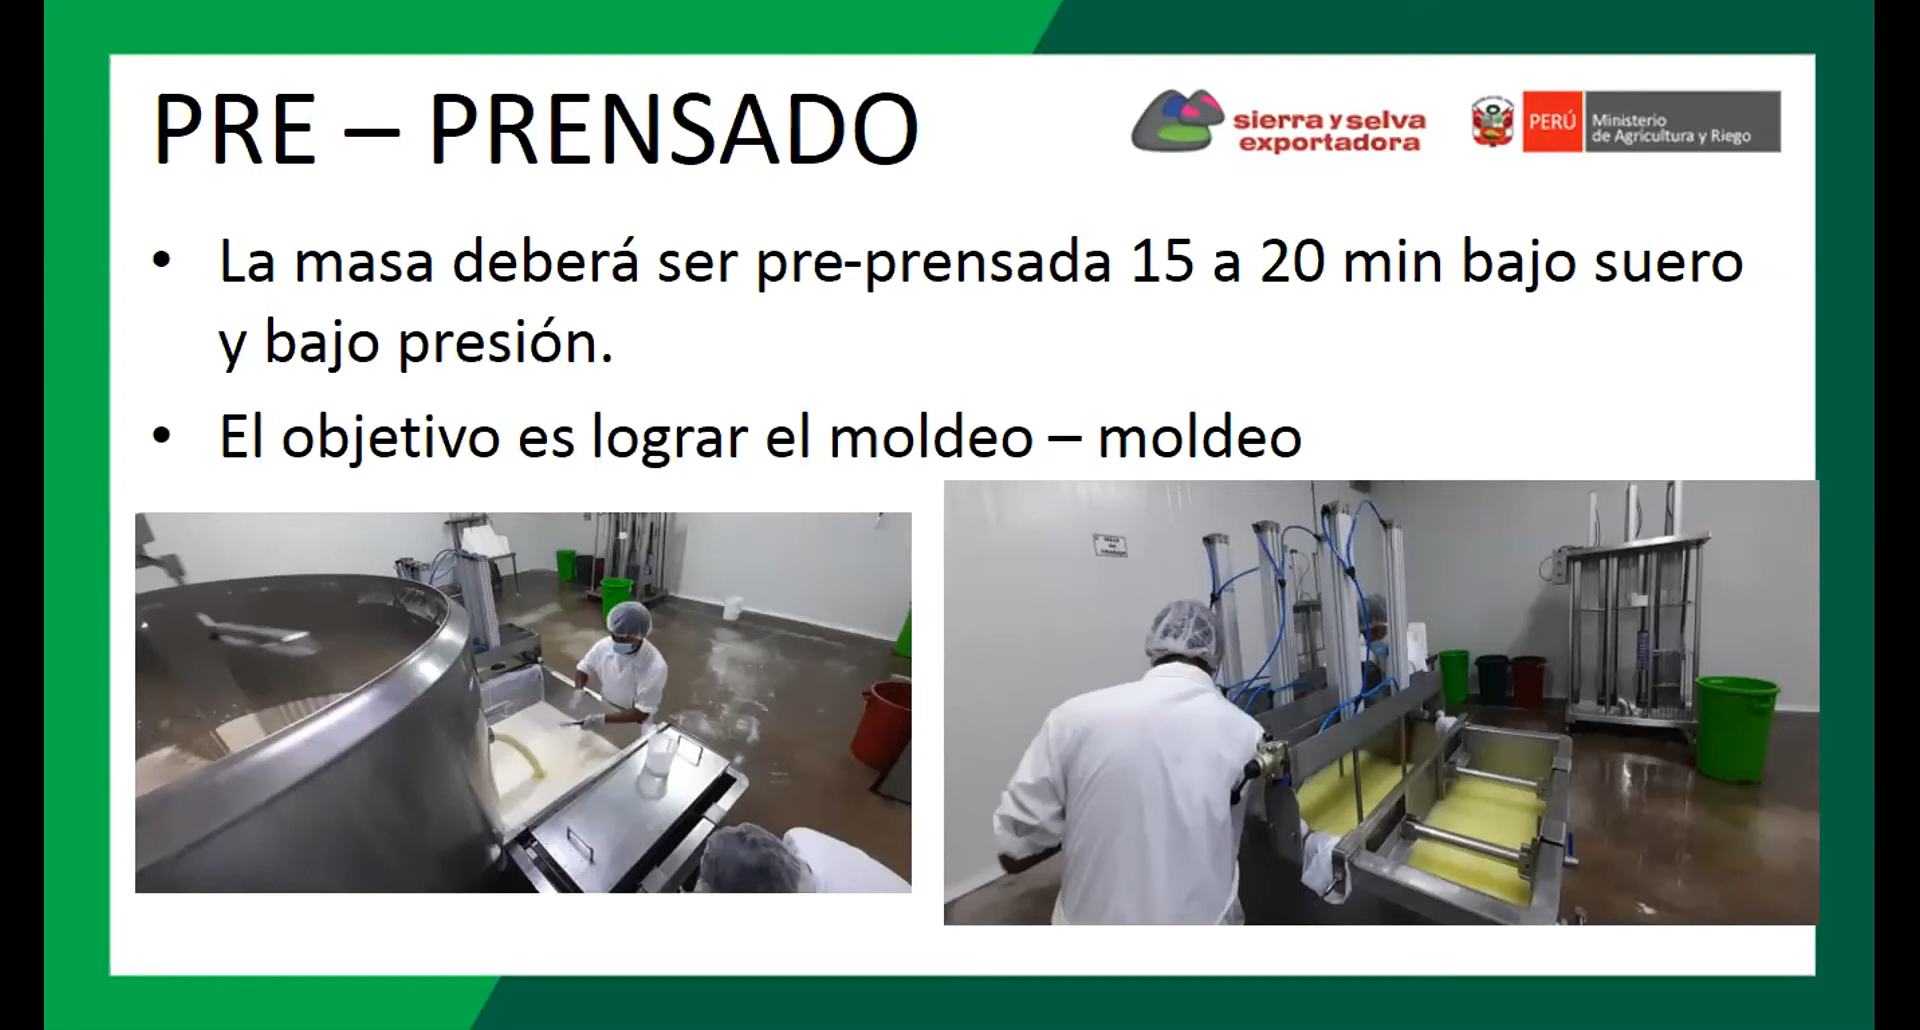 PRE – PRENSADO
sierra y selva
exportadora
PERÚ
Ministerio
de Agricultura y Riego
• La masa deberá ser pre-prensada 15 a 20 min bajo suero
y bajo presión.
• El objetivo es lograr el moldeo – moldeo